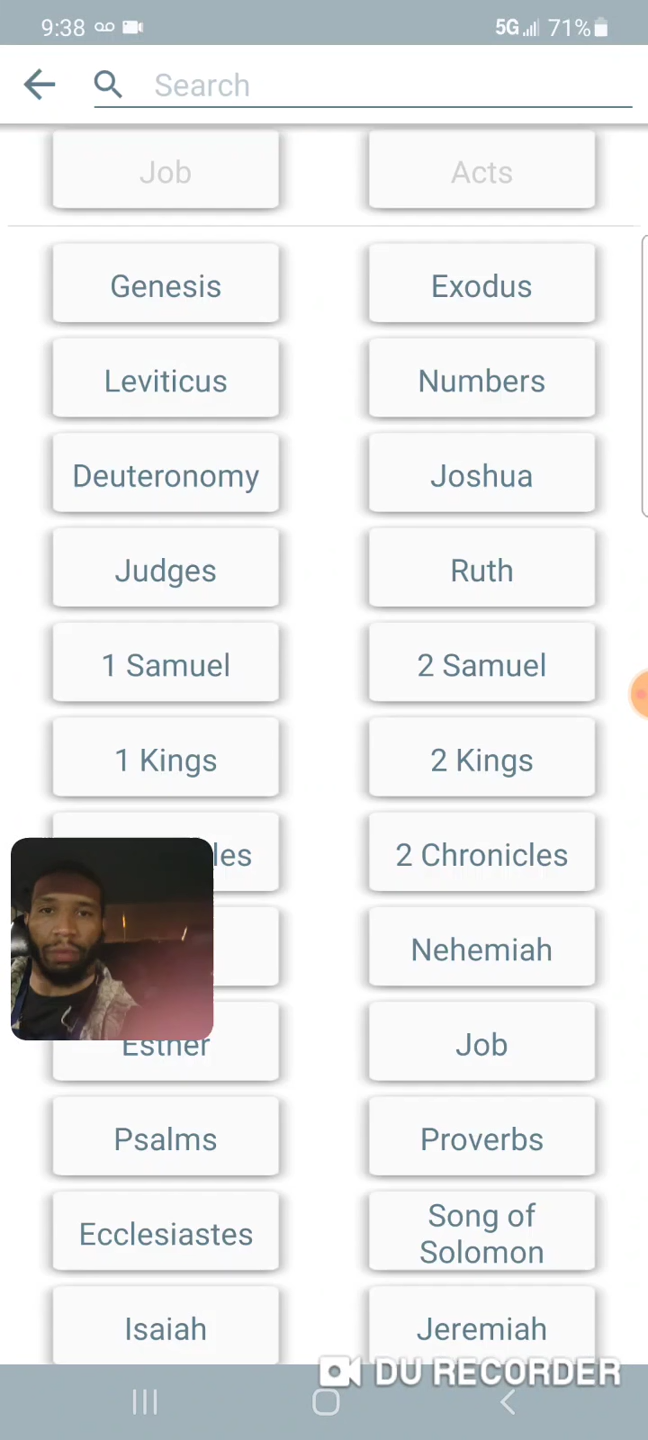 9:38 5G 71%
Search
Job Acts
Genesis Exodus
Leviticus Numbers
Deuteronomy Joshua
Judges Ruth
1 Samuel 2 Samuel
1 Kings 2 Kings
les 2 Chronicles
Nehemiah
Esther Job
Psalms Proverbs
Ecclesiastes Song of
Solomon
Isaiah Jeremiah
DU RECORDER